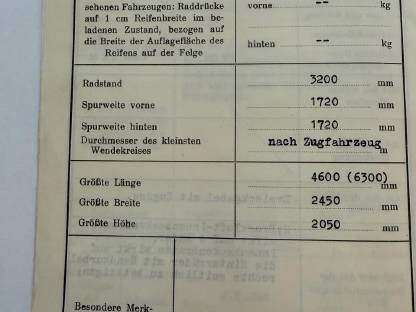 sehenen Fahrzeugen: Raddrücke
auf 1 cm Reifenbreite im be-
ladenen Zustand, bezogen auf
die Breite der Auflagefläche des
Reifens auf der Felge
vorne -- kg
hinten -- kg
Radstand 3200 mm
Spurweite vorne 1720 mm
Spurweite hinten 1720 mm
Durchmesser des kleinsten
Wendekreises nach Zugfahrzeug m
Größte Länge 4600 (6300) mm
Größte Breite 2450 mm
Größte Höhe 2050 mm
Besondere Merk-